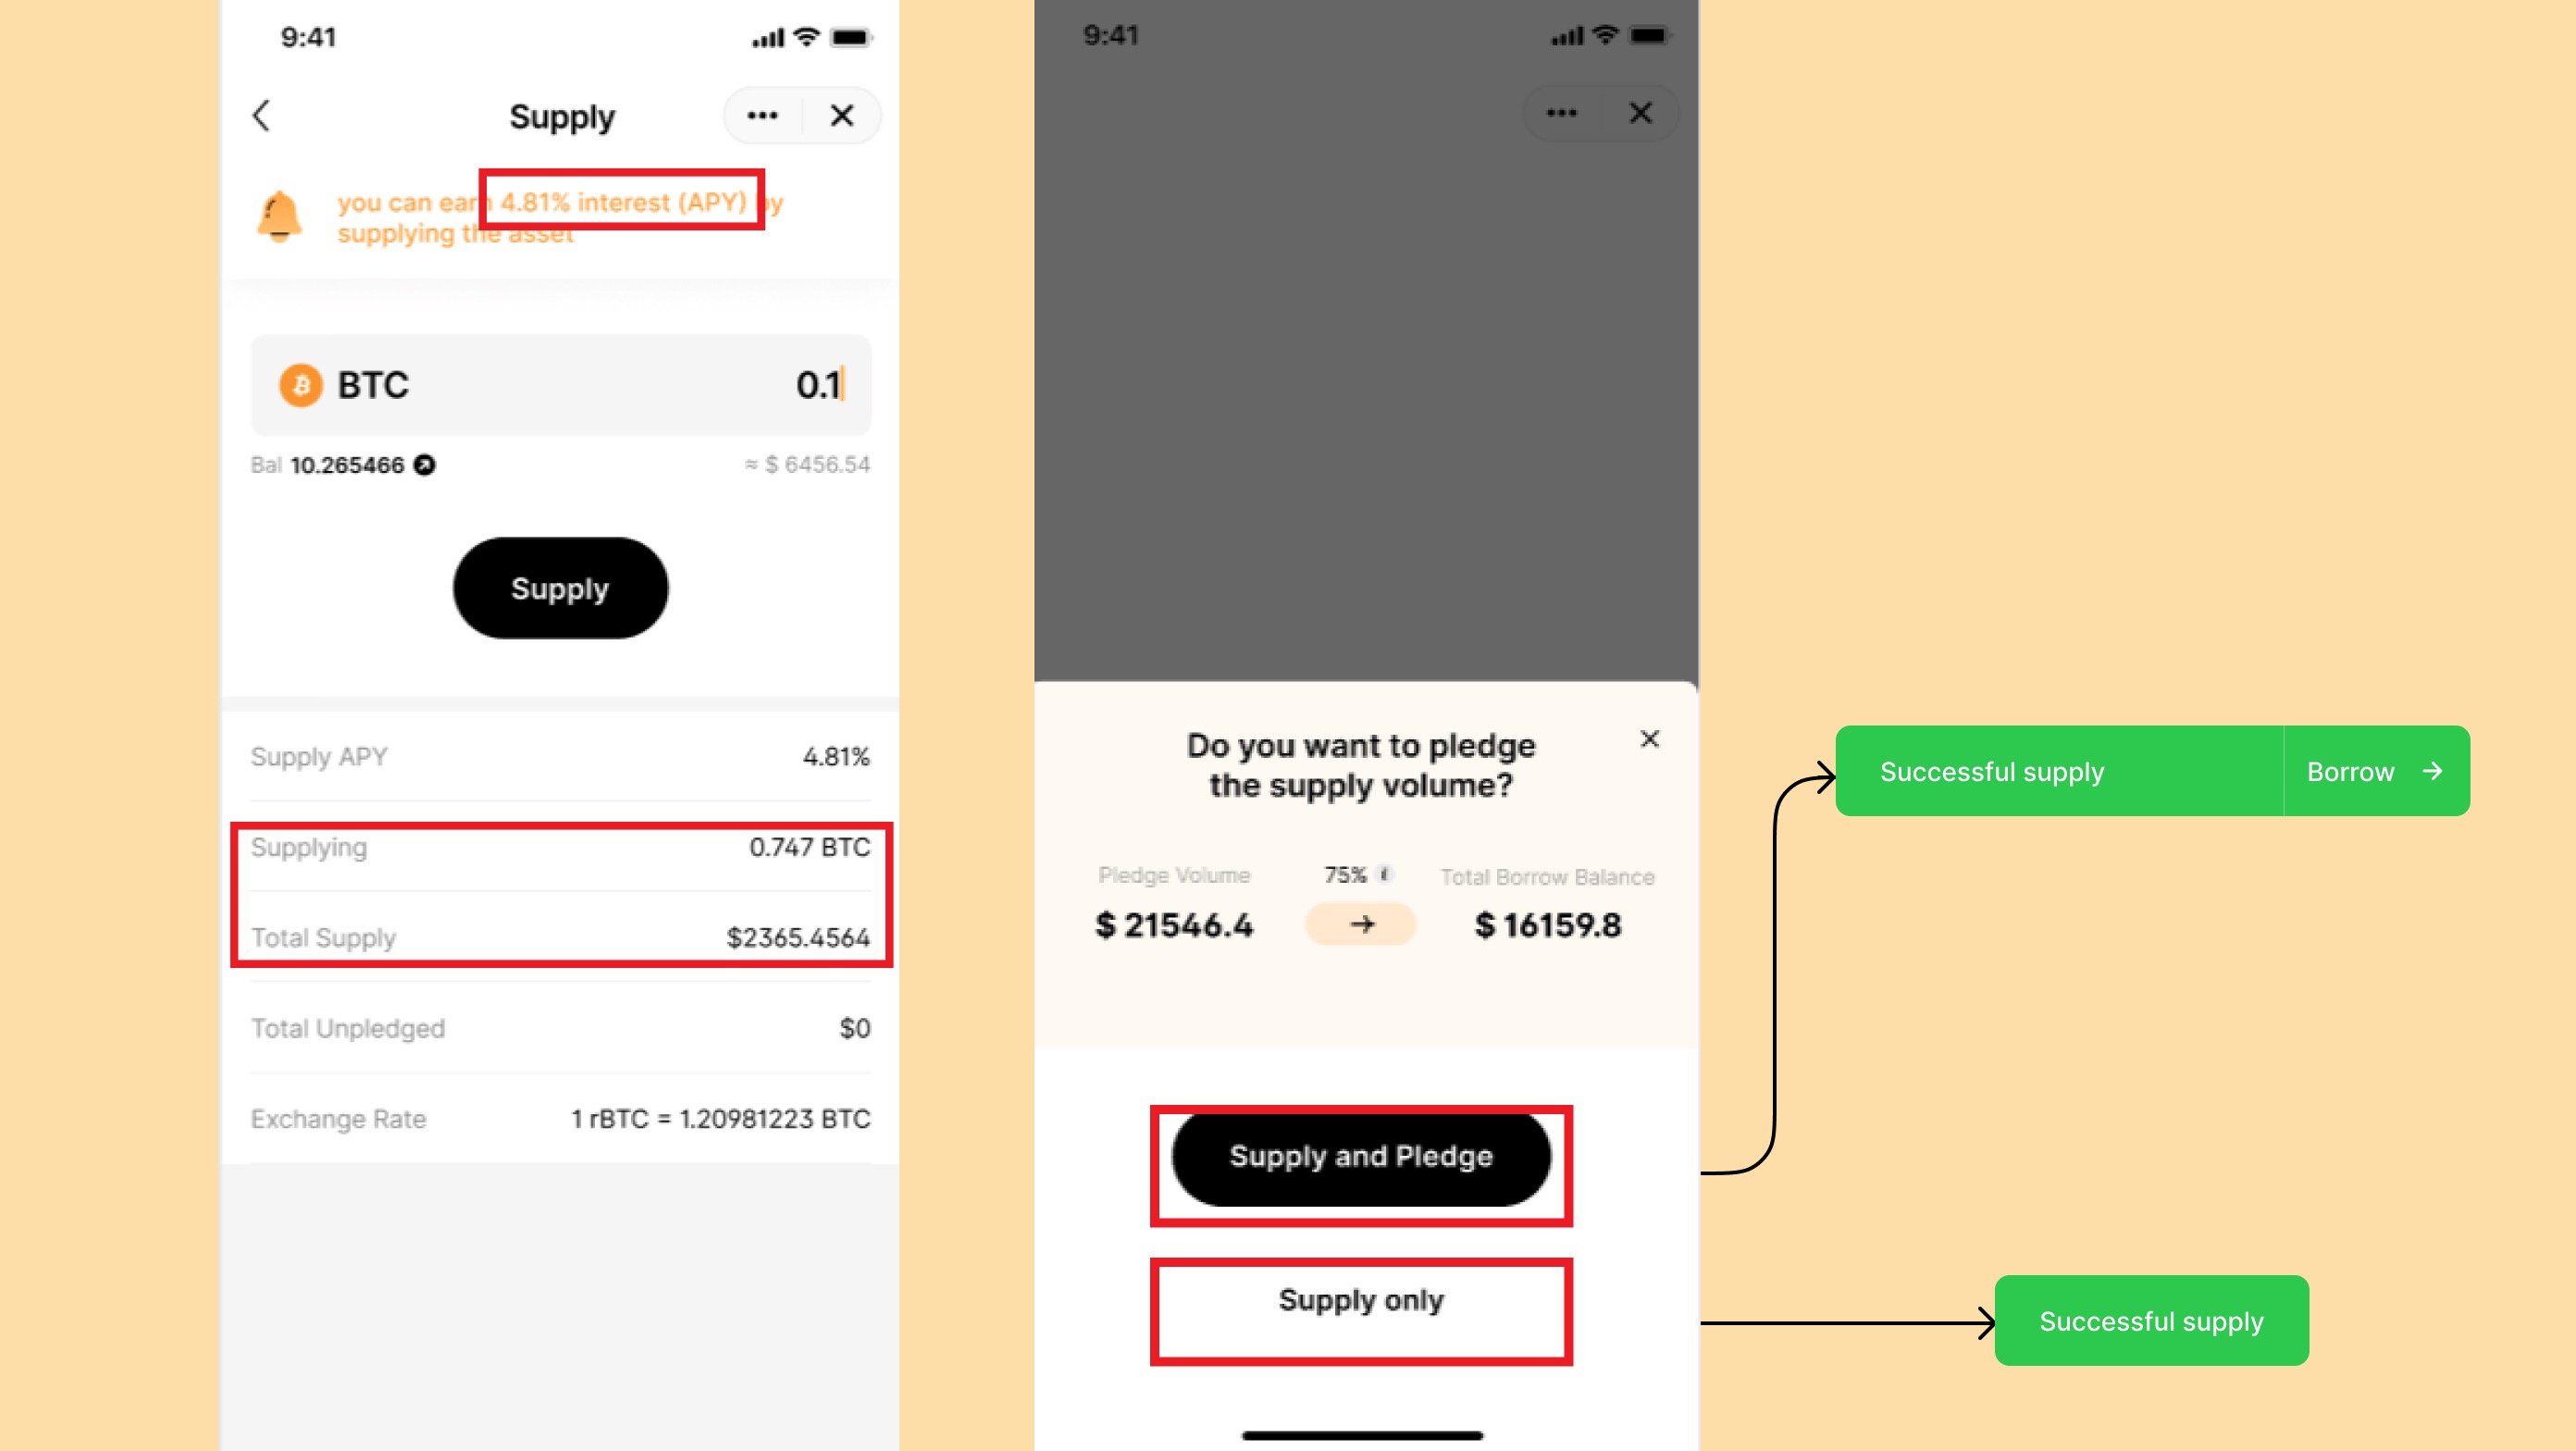 9:41
Supply
you can earn 4.81% interest (APY) by
supplying the asset
BTC
0.1
Bal 10.265466
≈ $ 6456.54
Supply
Supply APY
4.81%
Supplying
0.747 BTC
Total Supply
$2365.4564
Total Unpledged
$0
Exchange Rate
1 rBTC = 1.20981223 BTC
9:41
Do you want to pledge
the supply volume?
Pledge Volume
75%
Total Borrow Balance
$ 21546.4
$ 16159.8
Supply and Pledge
Supply only
Successful supply
Borrow
Successful supply